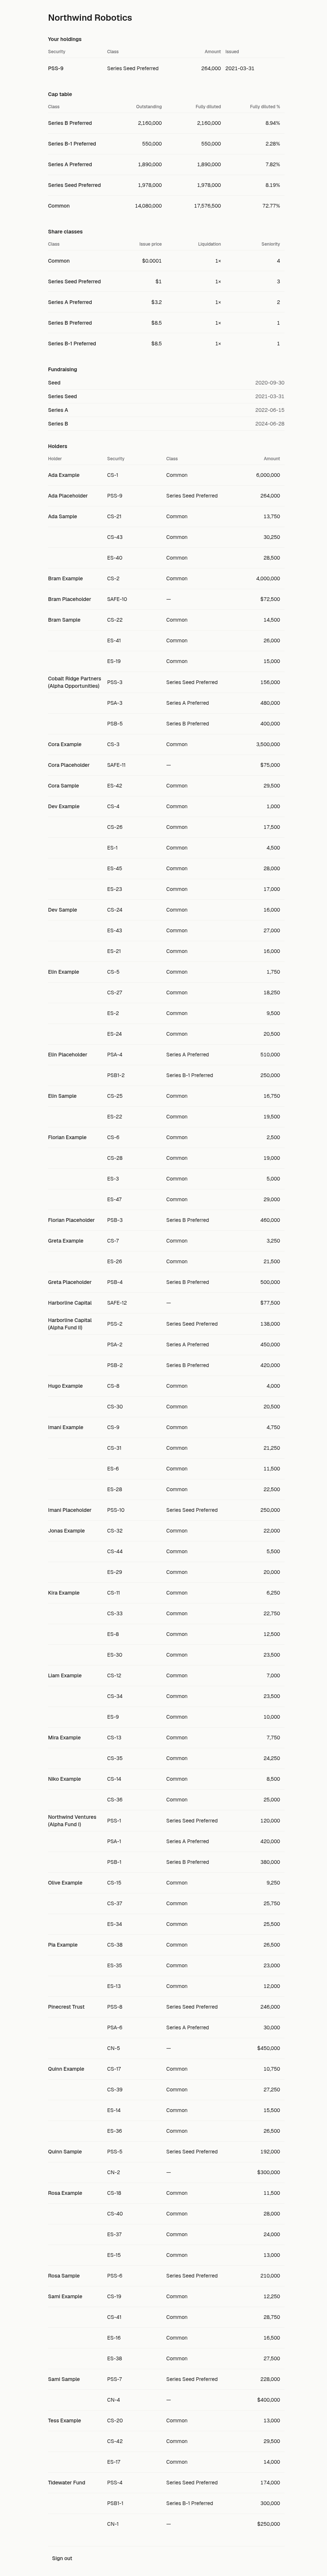 Northwind Robotics
Your holdings
Security Class Amount Issued
PSS-9 Series Seed Preferred 264,000 2021-03-31
Cap table
Class Outstanding Fully diluted Fully diluted %
Series B Preferred 2,160,000 2,160,000 8.94%
Series B-1 Preferred 550,000 550,000 2.28%
Series A Preferred 1,890,000 1,890,000 7.82%
Series Seed Preferred 1,978,000 1,978,000 8.19%
Common 14,080,000 17,576,500 72.77%
Share classes
Class Issue price Liquidation Seniority
Common $0.0001 1× 4
Series Seed Preferred $1 1× 3
Series A Preferred $3.2 1× 2
Series B Preferred $8.5 1× 1
Series B-1 Preferred $8.5 1× 1
Fundraising
Seed 2020-09-30
Series Seed 2021-03-31
Series A 2022-06-15
Series B 2024-06-28
Holders
Holder Security Class Amount
Ada Example CS-1 Common 6,000,000
Ada Placeholder PSS-9 Series Seed Preferred 264,000
Ada Sample CS-21 Common 13,750
CS-43 Common 30,250
ES-40 Common 28,500
Bram Example CS-2 Common 4,000,000
Bram Placeholder SAFE-10 — $72,500
Bram Sample CS-22 Common 14,500
ES-41 Common 26,000
ES-19 Common 15,000
Cobalt Ridge Partners (Alpha Opportunities) PSS-3 Series Seed Preferred 156,000
PSA-3 Series A Preferred 480,000
PSB-5 Series B Preferred 400,000
Cora Example CS-3 Common 3,500,000
Cora Placeholder SAFE-11 — $75,000
Cora Sample ES-42 Common 29,500
Dev Example CS-4 Common 1,000
CS-26 Common 17,500
ES-1 Common 4,500
ES-45 Common 28,000
ES-23 Common 17,000
Dev Sample CS-24 Common 16,000
ES-43 Common 27,000
ES-21 Common 16,000
Elin Example CS-5 Common 1,750
CS-27 Common 18,250
ES-2 Common 9,500
ES-24 Common 20,500
Elin Placeholder PSA-4 Series A Preferred 510,000
PSB1-2 Series B-1 Preferred 250,000
Elin Sample CS-25 Common 16,750
ES-22 Common 19,500
Florian Example CS-6 Common 2,500
CS-28 Common 19,000
ES-3 Common 5,000
ES-47 Common 29,000
Florian Placeholder PSB-3 Series B Preferred 460,000
Greta Example CS-7 Common 3,250
ES-26 Common 21,500
Greta Placeholder PSB-4 Series B Preferred 500,000
Harborline Capital SAFE-12 — $77,500
Harborline Capital (Alpha Fund II) PSS-2 Series Seed Preferred 138,000
PSA-2 Series A Preferred 450,000
PSB-2 Series B Preferred 420,000
Hugo Example CS-8 Common 4,000
CS-30 Common 20,500
Imani Example CS-9 Common 4,750
CS-31 Common 21,250
ES-6 Common 11,500
ES-28 Common 22,500
Imani Placeholder PSS-10 Series Seed Preferred 250,000
Jonas Example CS-32 Common 22,000
CS-44 Common 5,500
ES-29 Common 20,000
Kira Example CS-11 Common 6,250
CS-33 Common 22,750
ES-8 Common 12,500
ES-30 Common 23,500
Liam Example CS-12 Common 7,000
CS-34 Common 23,500
ES-9 Common 10,000
Mira Example CS-13 Common 7,750
CS-35 Common 24,250
Niko Example CS-14 Common 8,500
CS-36 Common 25,000
Northwind Ventures (Alpha Fund I) PSS-1 Series Seed Preferred 120,000
PSA-1 Series A Preferred 420,000
PSB-1 Series B Preferred 380,000
Olive Example CS-15 Common 9,250
CS-37 Common 25,750
ES-34 Common 25,500
Pia Example CS-38 Common 26,500
ES-35 Common 23,000
ES-13 Common 12,000
Pinecrest Trust PSS-8 Series Seed Preferred 246,000
PSA-6 Series A Preferred 30,000
CN-5 — $450,000
Quinn Example CS-17 Common 10,750
CS-39 Common 27,250
ES-14 Common 15,500
ES-36 Common 26,500
Quinn Sample PSS-5 Series Seed Preferred 192,000
CN-2 — $300,000
Rosa Example CS-18 Common 11,500
CS-40 Common 28,000
ES-37 Common 24,000
ES-15 Common 13,000
Rosa Sample PSS-6 Series Seed Preferred 210,000
Sami Example CS-19 Common 12,250
CS-41 Common 28,750
ES-16 Common 16,500
ES-38 Common 27,500
Sami Sample PSS-7 Series Seed Preferred 228,000
CN-4 — $400,000
Tess Example CS-20 Common 13,000
CS-42 Common 29,500
ES-17 Common 14,000
Tidewater Fund PSS-4 Series Seed Preferred 174,000
PSB1-1 Series B-1 Preferred 300,000
CN-1 — $250,000
Sign out